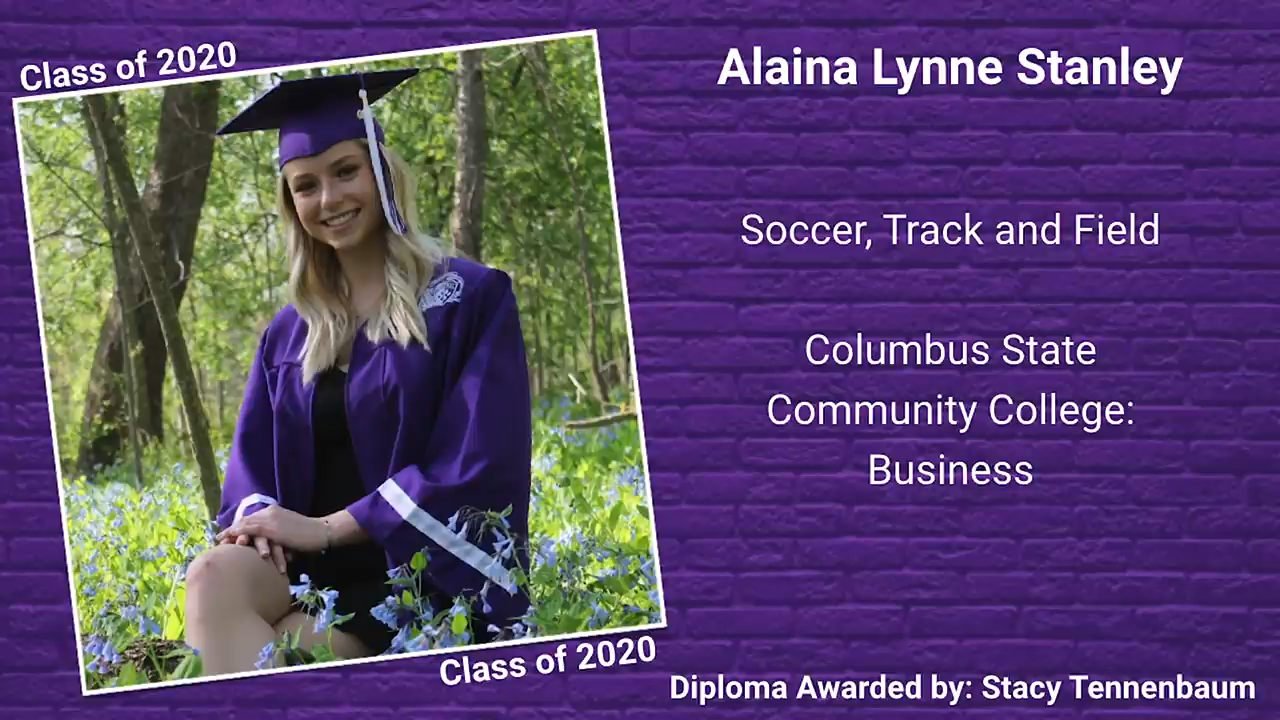 Class of 2020
Alaina Lynne Stanley
Soccer, Track and Field
Columbus State
Community College:
Business
Class of 2020
Diploma Awarded by: Stacy Tennenbaum